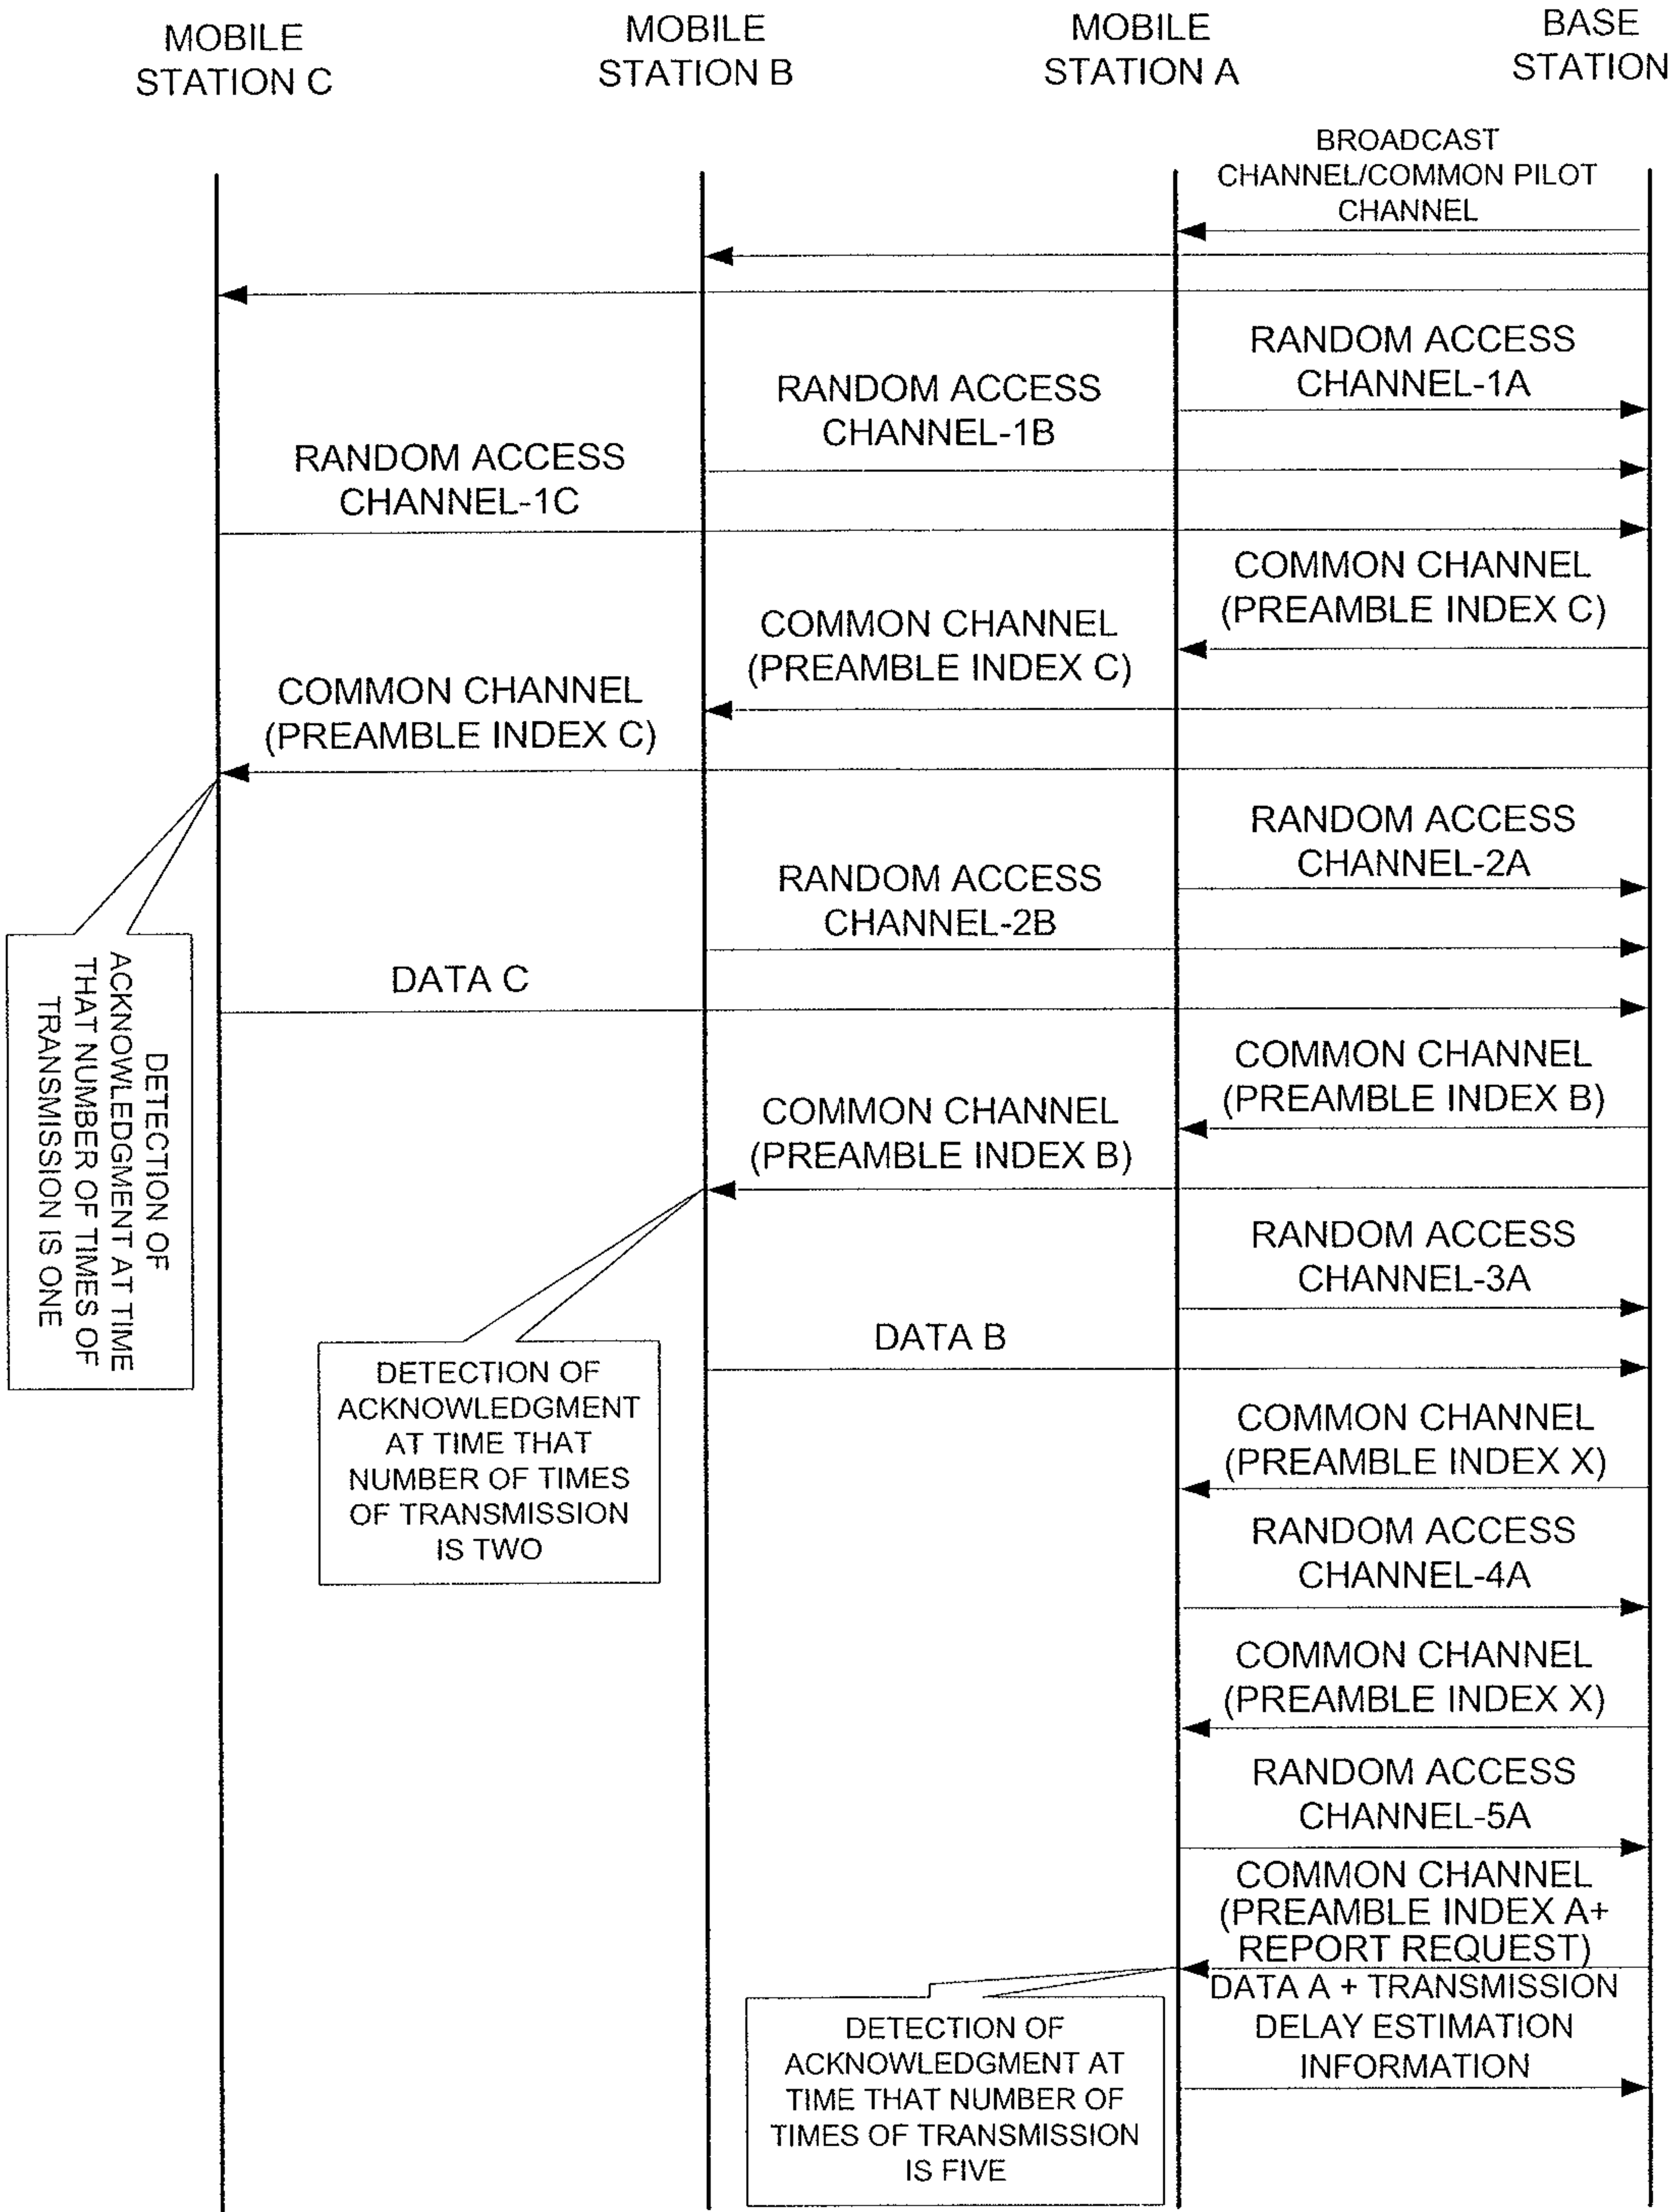 MOBILE
STATION C
MOBILE
STATION B
MOBILE
STATION A
BASE
STATION
BROADCAST
CHANNEL/COMMON PILOT
CHANNEL
RANDOM ACCESS
CHANNEL-1A
RANDOM ACCESS
CHANNEL-1B
RANDOM ACCESS
CHANNEL-1C
COMMON CHANNEL
(PREAMBLE INDEX C)
COMMON CHANNEL
(PREAMBLE INDEX C)
COMMON CHANNEL
(PREAMBLE INDEX C)
RANDOM ACCESS
CHANNEL-2A
RANDOM ACCESS
CHANNEL-2B
DETECTION OF
ACKNOWLEDGMENT AT TIME
THAT NUMBER OF TIMES OF
TRANSMISSION IS ONE
DATA C
COMMON CHANNEL
(PREAMBLE INDEX B)
COMMON CHANNEL
(PREAMBLE INDEX B)
RANDOM ACCESS
CHANNEL-3A
DATA B
DETECTION OF
ACKNOWLEDGMENT
AT TIME THAT
NUMBER OF TIMES
OF TRANSMISSION
IS TWO
COMMON CHANNEL
(PREAMBLE INDEX X)
RANDOM ACCESS
CHANNEL-4A
COMMON CHANNEL
(PREAMBLE INDEX X)
RANDOM ACCESS
CHANNEL-5A
COMMON CHANNEL
(PREAMBLE INDEX A+
REPORT REQUEST)
DATA A + TRANSMISSION
DELAY ESTIMATION
INFORMATION
DETECTION OF
ACKNOWLEDGMENT AT
TIME THAT NUMBER OF
TIMES OF TRANSMISSION
IS FIVE